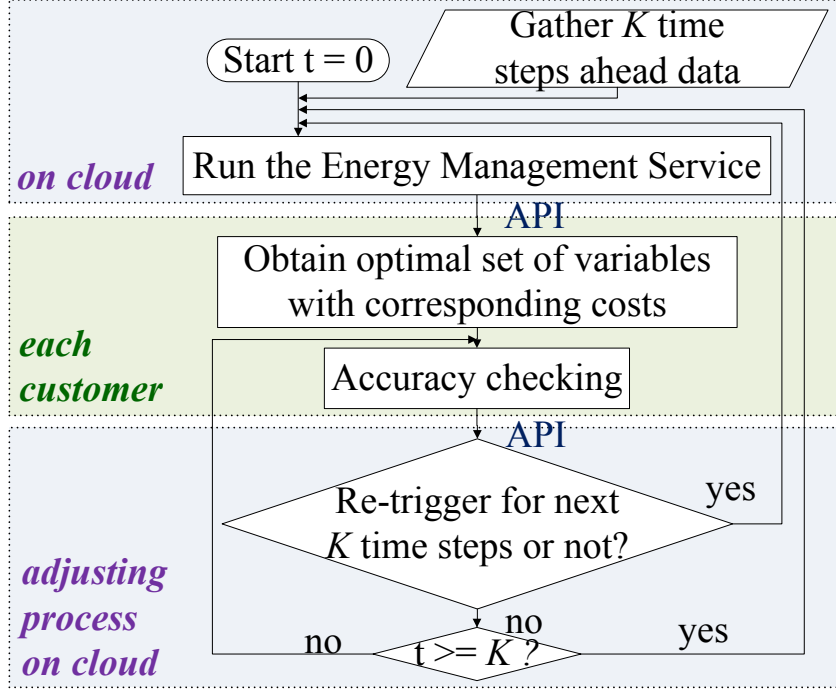 Gather K time
steps ahead data
Start t = 0
on cloud
Run the Energy Management Service
API
Obtain optimal set of variables
with corresponding costs
each
customer
Accuracy checking
API
Re-trigger for next
K time steps or not?
yes
adjusting
process
on cloud
no
no
t >= K ?
yes